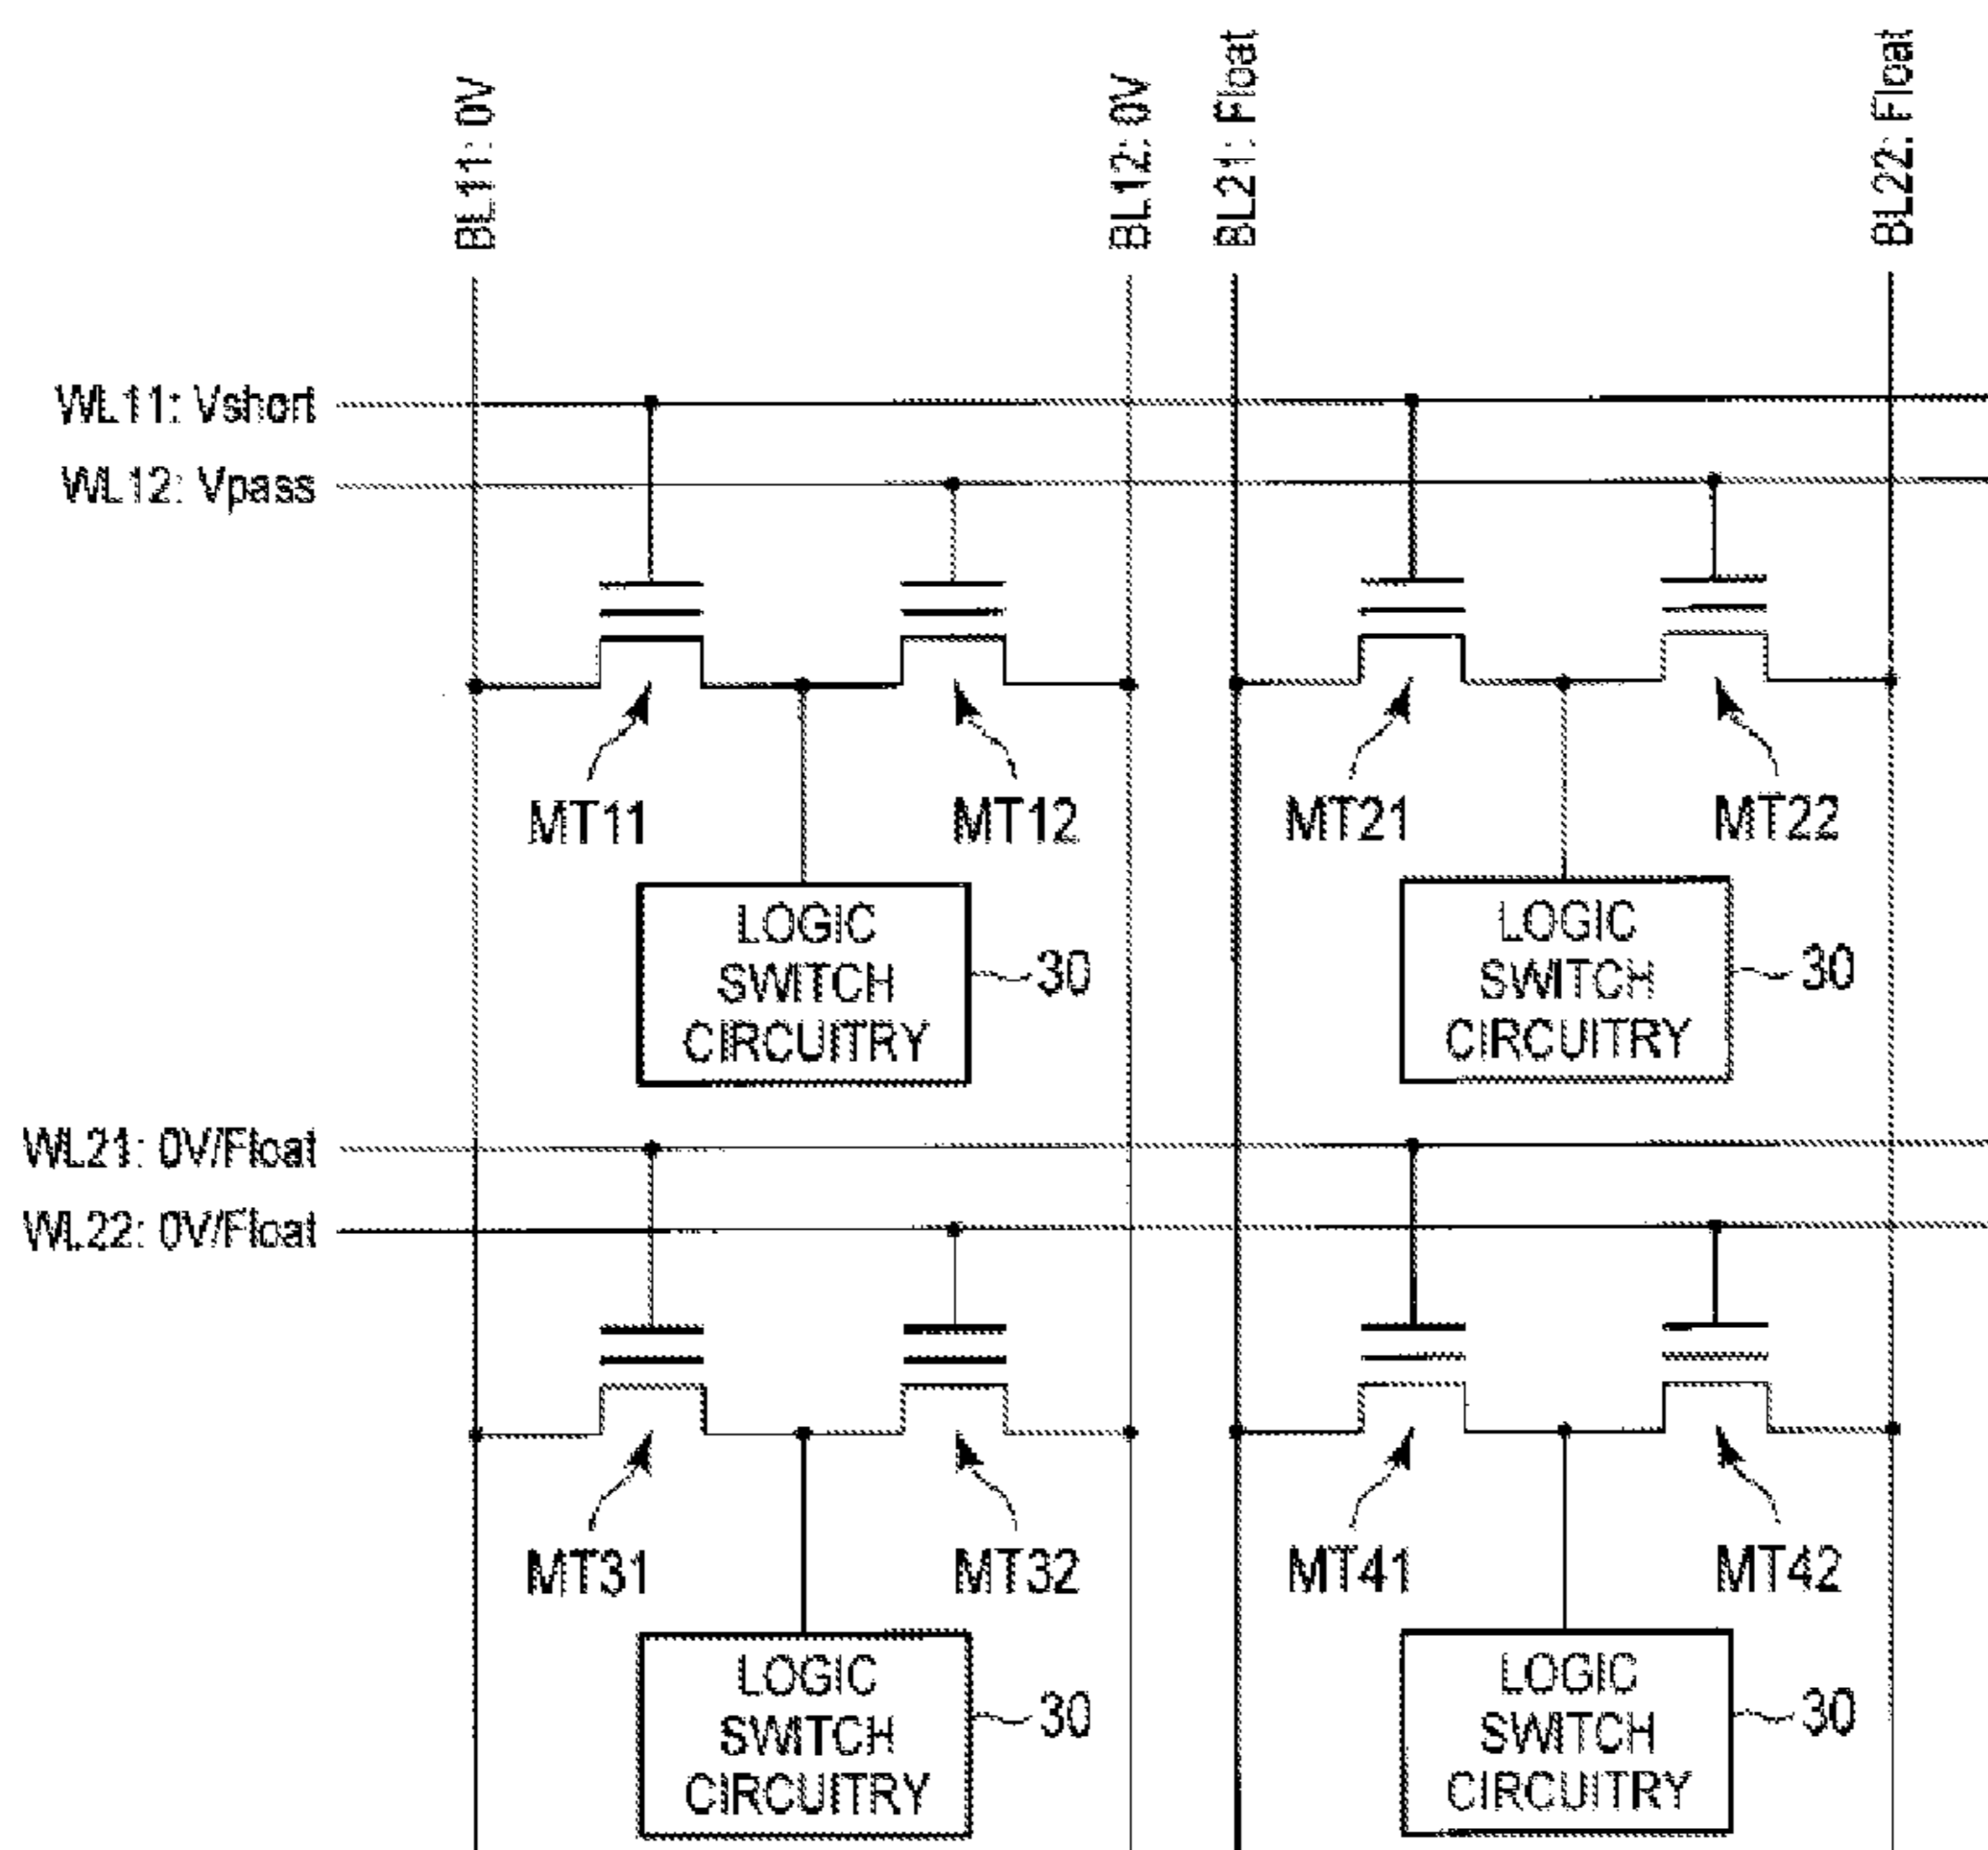 BL11: 0V
BL12: 0V
BL21: Float
BL22: Float
WL11: Vshort
WL12: Vpass
MT11
MT12
MT21
MT22
LOGIC
SWITCH
CIRCUITRY
30
LOGIC
SWITCH
CIRCUITRY
30
WL21: 0V/Float
WL22: 0V/Float
MT31
MT32
MT41
MT42
LOGIC
SWITCH
CIRCUITRY
30
LOGIC
SWITCH
CIRCUITRY
30